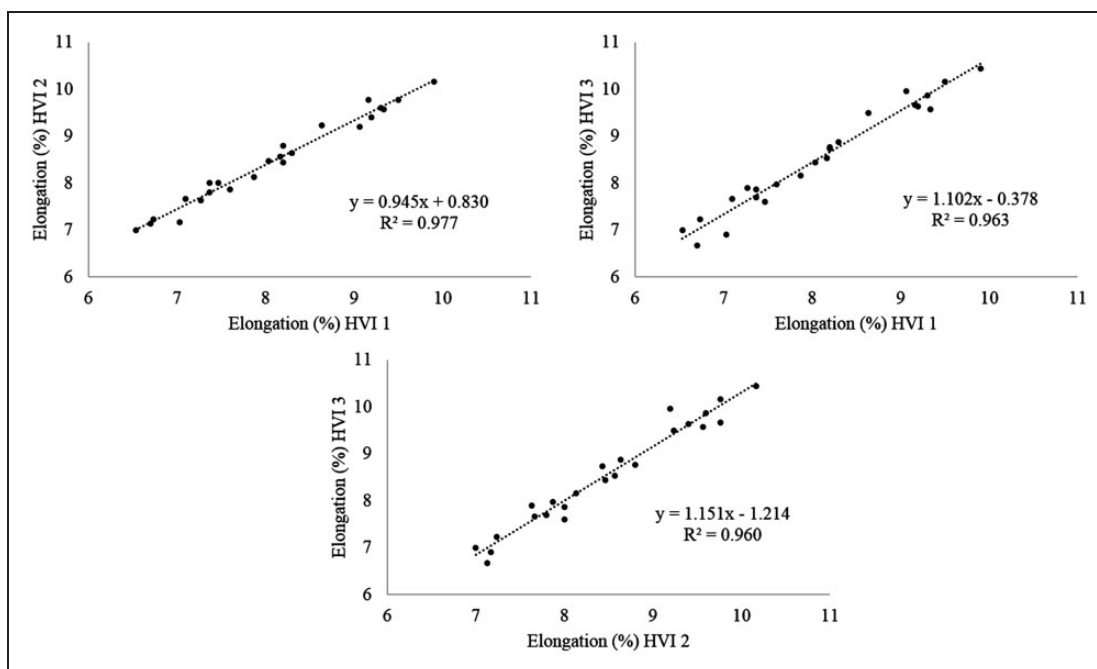 11
10
9
8
7
6
Elongation (%) HVI 2
y = 0.945x + 0.830
R² = 0.977
6 7 8 9 10 11
Elongation (%) HVI 1
11
10
9
8
7
6
Elongation (%) HVI 3
y = 1.102x - 0.378
R² = 0.963
6 7 8 9 10 11
Elongation (%) HVI 1
11
10
9
8
7
6
Elongation (%) HVI 3
y = 1.151x - 1.214
R² = 0.960
6 7 8 9 10 11
Elongation (%) HVI 2